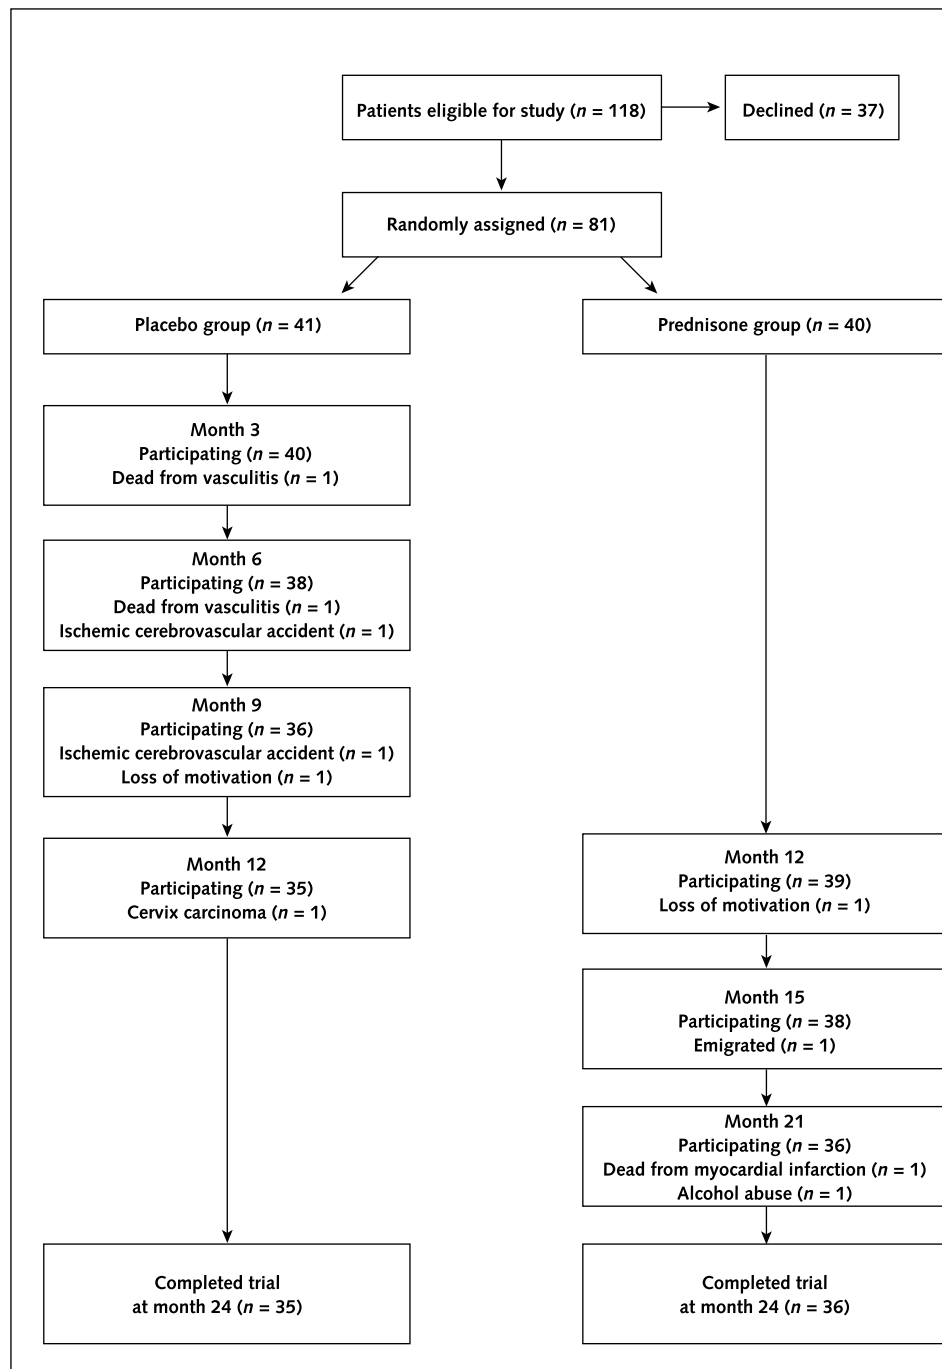 Patients eligible for study (n = 118)
Declined (n = 37)
Randomly assigned (n = 81)
Placebo group (n = 41)
Prednisone group (n = 40)
Month 3
Participating (n = 40)
Dead from vasculitis (n = 1)
Month 6
Participating (n = 38)
Dead from vasculitis (n = 1)
Ischemic cerebrovascular accident (n = 1)
Month 9
Participating (n = 36)
Ischemic cerebrovascular accident (n = 1)
Loss of motivation (n = 1)
Month 12
Participating (n = 35)
Cervix carcinoma (n = 1)
Month 12
Participating (n = 39)
Loss of motivation (n = 1)
Month 15
Participating (n = 38)
Emigrated (n = 1)
Month 21
Participating (n = 36)
Dead from myocardial infarction (n = 1)
Alcohol abuse (n = 1)
Completed trial
at month 24 (n = 35)
Completed trial
at month 24 (n = 36)